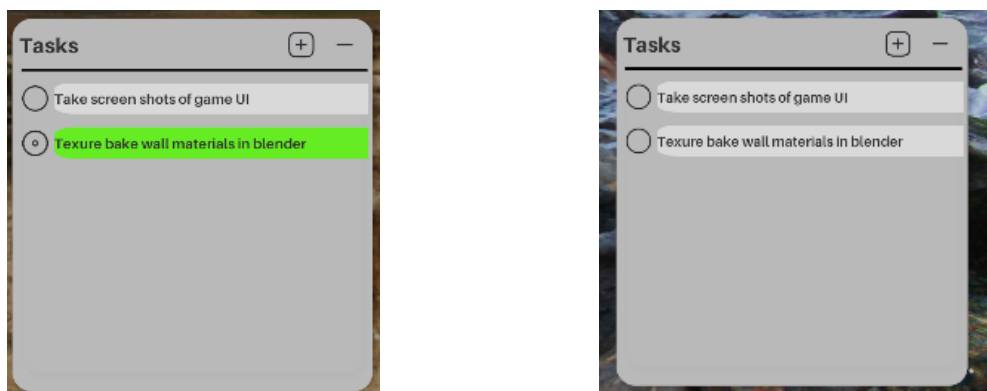 Tasks
Take screen shots of game UI
Texure bake wall materials in blender
Tasks
Take screen shots of game UI
Texure bake wall materials in blender